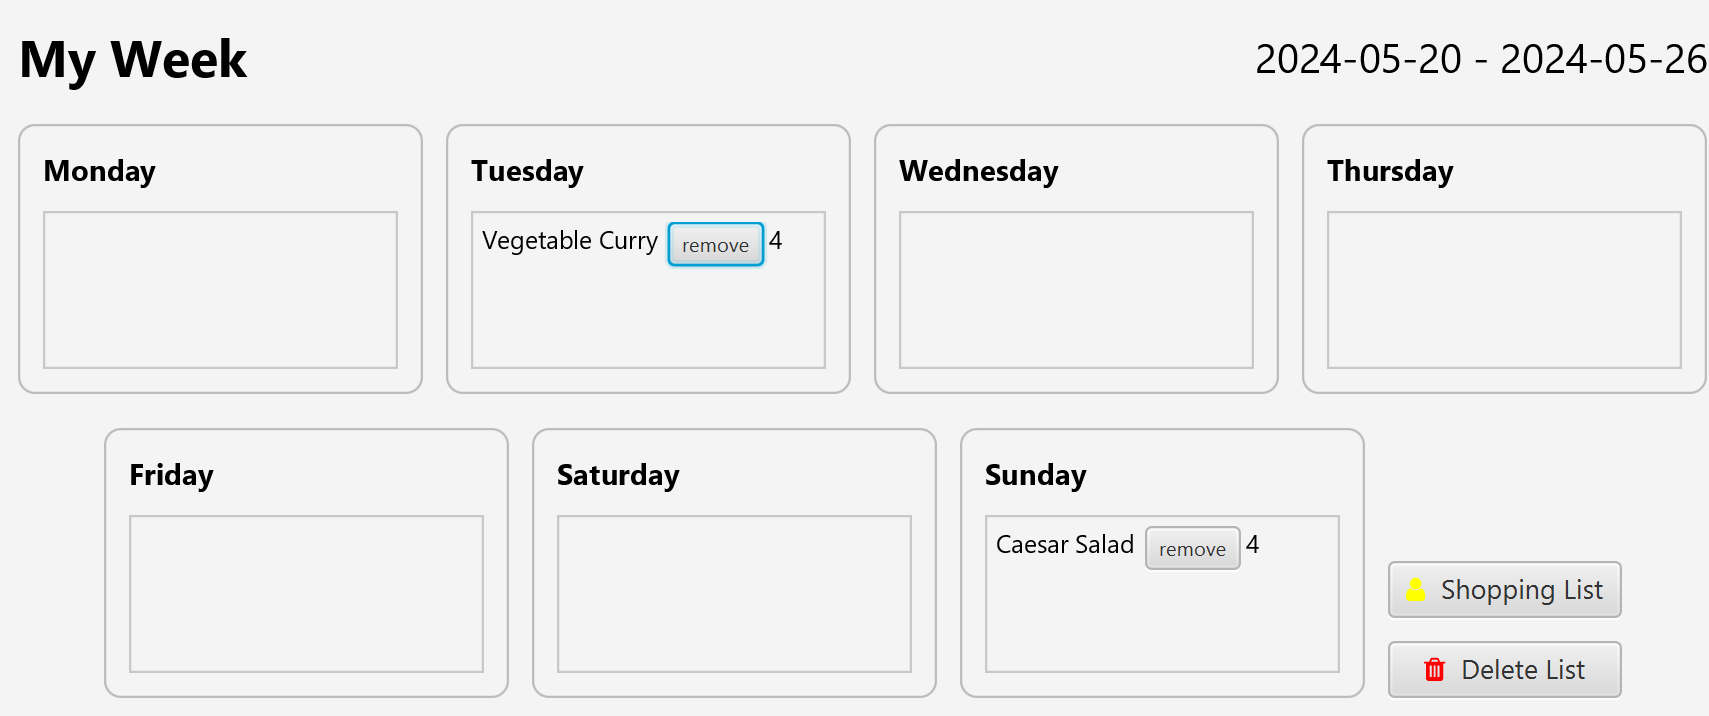 My Week
2024-05-20 - 2024-05-26
Monday
Tuesday
Vegetable Curry remove 4
Wednesday
Thursday
Friday
Saturday
Sunday
Caesar Salad remove 4
Shopping List
Delete List